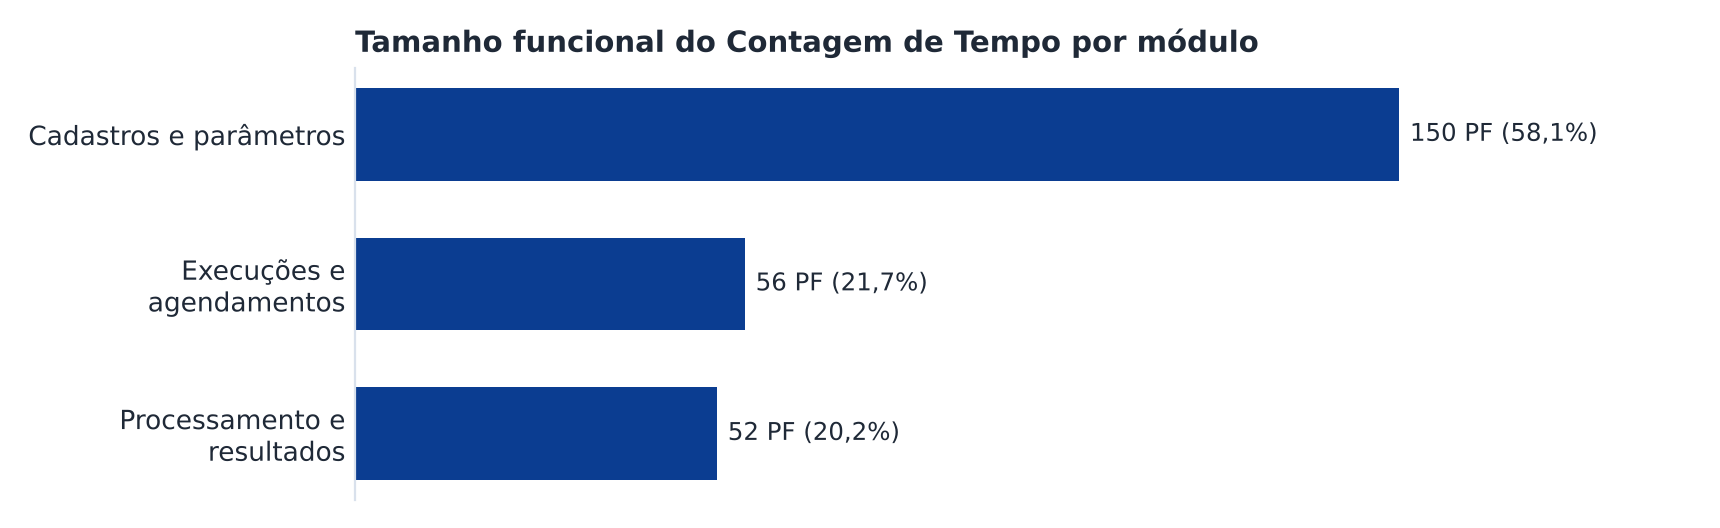 Tamanho funcional do Contagem de Tempo por módulo
Cadastros e parâmetros
150 PF (58,1%)
Execuções e
agendamentos
56 PF (21,7%)
Processamento e
resultados
52 PF (20,2%)